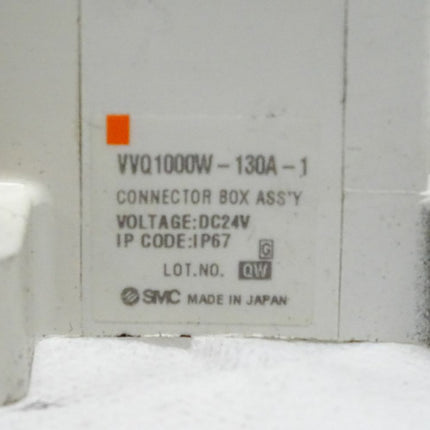 VVQ1000W-130A-1
CONNECTOR BOX ASS'Y
VOLTAGE:DC24V
IP CODE:IP67
G
LOT.NO. QW
SMC MADE IN JAPAN